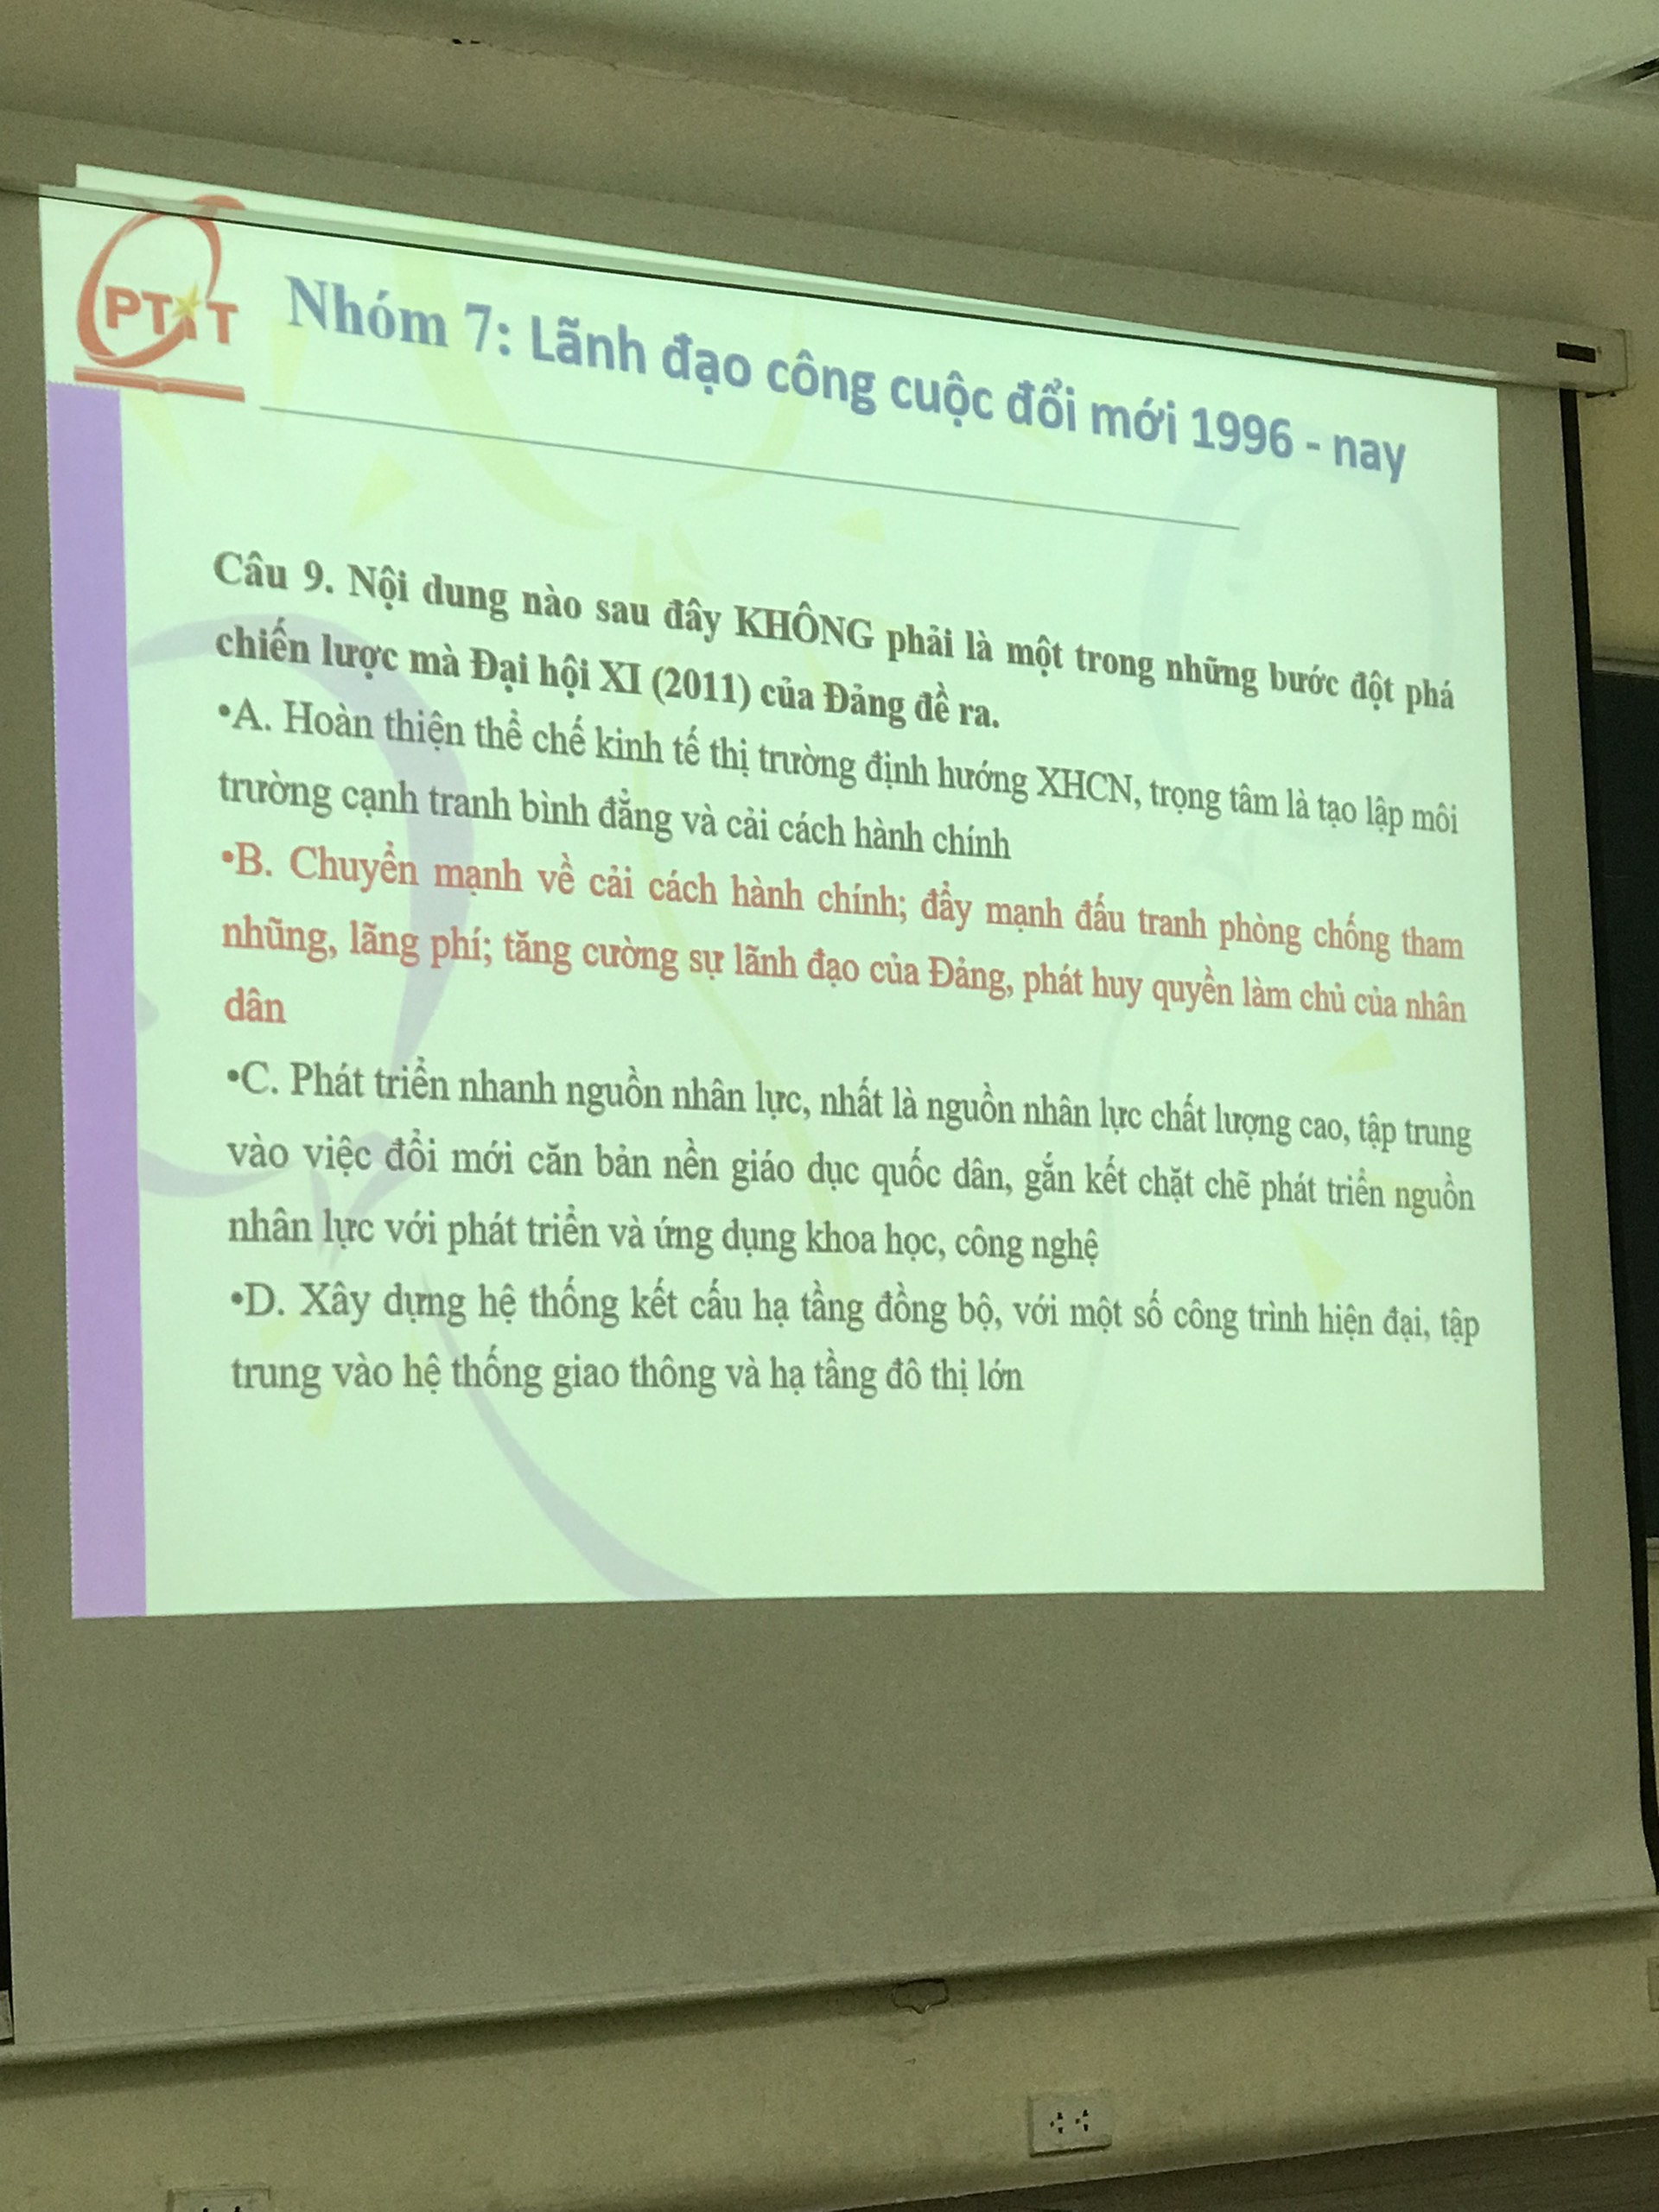 PTIT
Nhóm 7: Lãnh đạo công cuộc đổi mới 1996 - nay
Câu 9. Nội dung nào sau đây KHÔNG phải là một trong những bước đột phá
chiến lược mà Đại hội XI (2011) của Đảng đề ra.
•A. Hoàn thiện thể chế kinh tế thị trường định hướng XHCN, trọng tâm là tạo lập môi
trường cạnh tranh bình đẳng và cải cách hành chính
•B. Chuyển mạnh về cải cách hành chính; đẩy mạnh đấu tranh phòng chống tham
nhũng, lãng phí; tăng cường sự lãnh đạo của Đảng, phát huy quyền làm chủ của nhân
dân
•C. Phát triển nhanh nguồn nhân lực, nhất là nguồn nhân lực chất lượng cao, tập trung
vào việc đổi mới căn bản nền giáo dục quốc dân, gắn kết chặt chẽ phát triển nguồn
nhân lực với phát triển và ứng dụng khoa học, công nghệ
•D. Xây dựng hệ thống kết cấu hạ tầng đồng bộ, với một số công trình hiện đại, tập
trung vào hệ thống giao thông và hạ tầng đô thị lớn